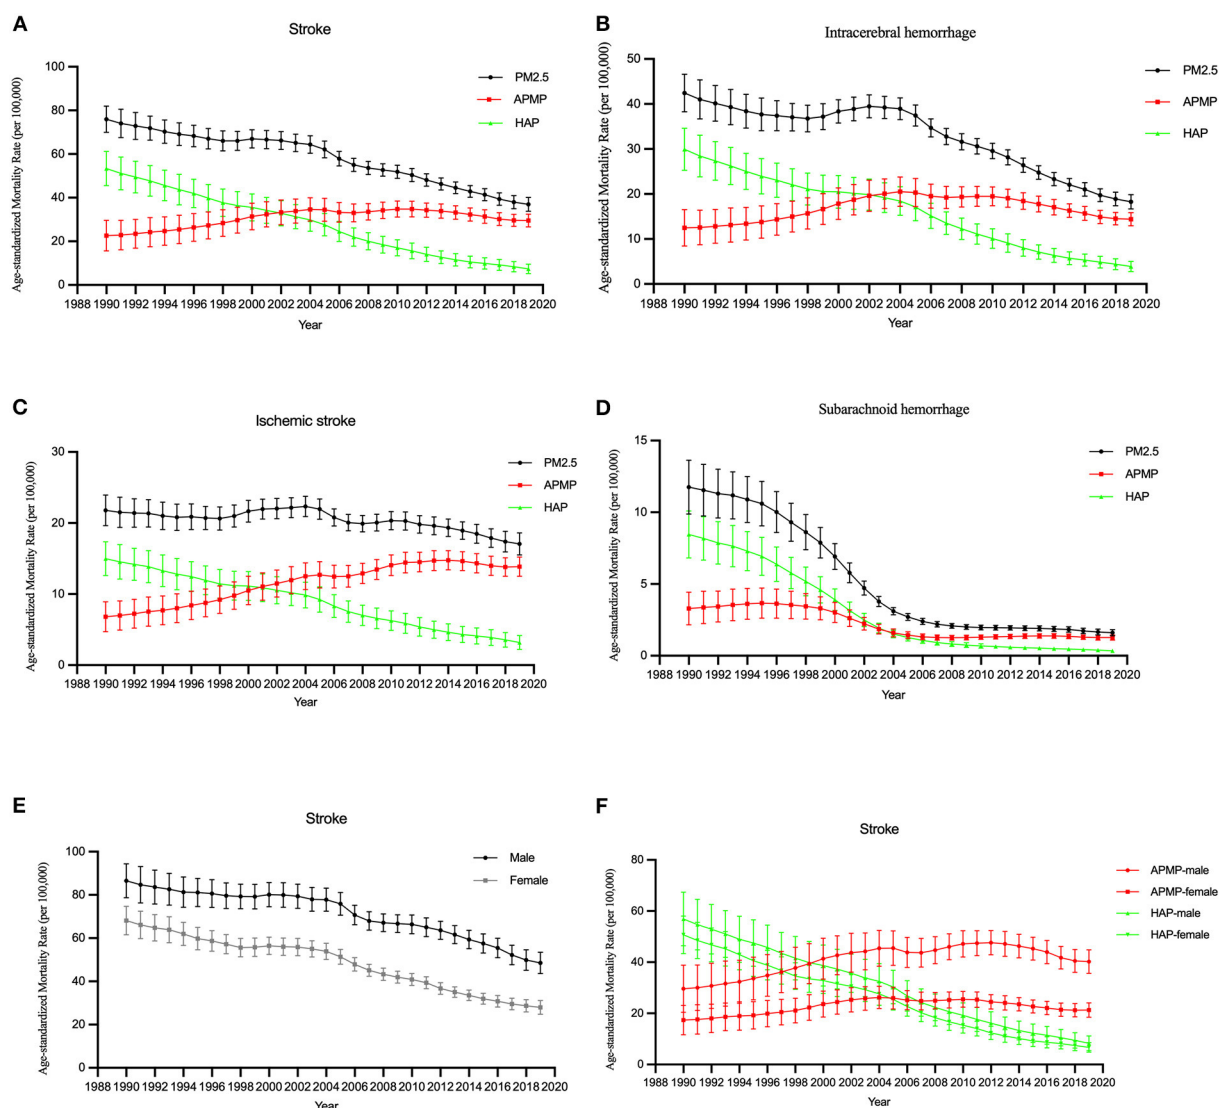 A
Stroke
Age-standardized Mortality Rate (per 100,000)
100
80
60
40
20
0
1988 1990 1992 1994 1996 1998 2000 2002 2004 2006 2008 2010 2012 2014 2016 2018 2020
Year
PM2.5
APMP
HAP
B
Intracerebral hemorrhage
Age-standardized Mortality Rate (per 100,000)
50
40
30
20
10
0
1988 1990 1992 1994 1996 1998 2000 2002 2004 2006 2008 2010 2012 2014 2016 2018 2020
Year
PM2.5
APMP
HAP
C
Ischemic stroke
Age-standardized Mortality Rate (per 100,000)
30
20
10
0
1988 1990 1992 1994 1996 1998 2000 2002 2004 2006 2008 2010 2012 2014 2016 2018 2020
Year
PM2.5
APMP
HAP
D
Subarachnoid hemorrhage
Age-standardized Mortality Rate (per 100,000)
15
10
5
0
1988 1990 1992 1994 1996 1998 2000 2002 2004 2006 2008 2010 2012 2014 2016 2018 2020
Year
PM2.5
APMP
HAP
E
Stroke
Age-standardized Mortality Rate (per 100,000)
100
80
60
40
20
0
1988 1990 1992 1994 1996 1998 2000 2002 2004 2006 2008 2010 2012 2014 2016 2018 2020
Year
Male
Female
F
Stroke
Age-standardized Mortality Rate (per 100,000)
80
60
40
20
0
1988 1990 1992 1994 1996 1998 2000 2002 2004 2006 2008 2010 2012 2014 2016 2018 2020
Year
APMP-male
APMP-female
HAP-male
HAP-female